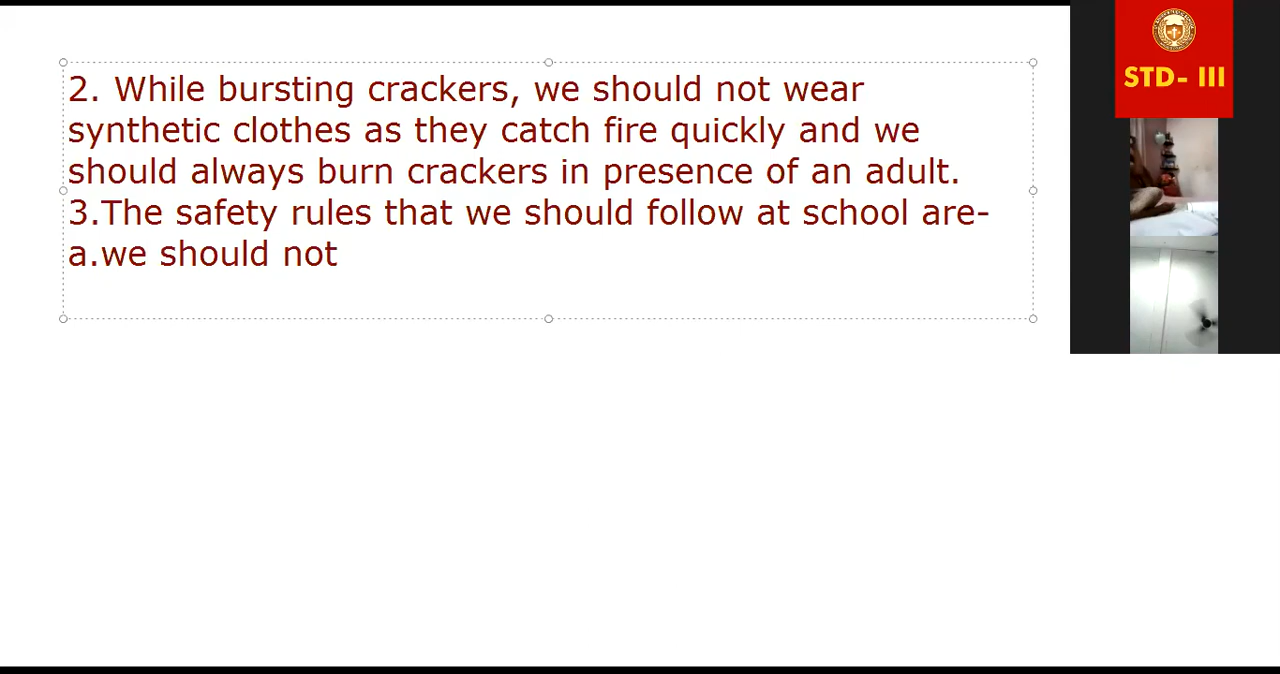 2. While bursting crackers, we should not wear
synthetic clothes as they catch fire quickly and we
should always burn crackers in presence of an adult.
3.The safety rules that we should follow at school are-
a.we should not
STD- III